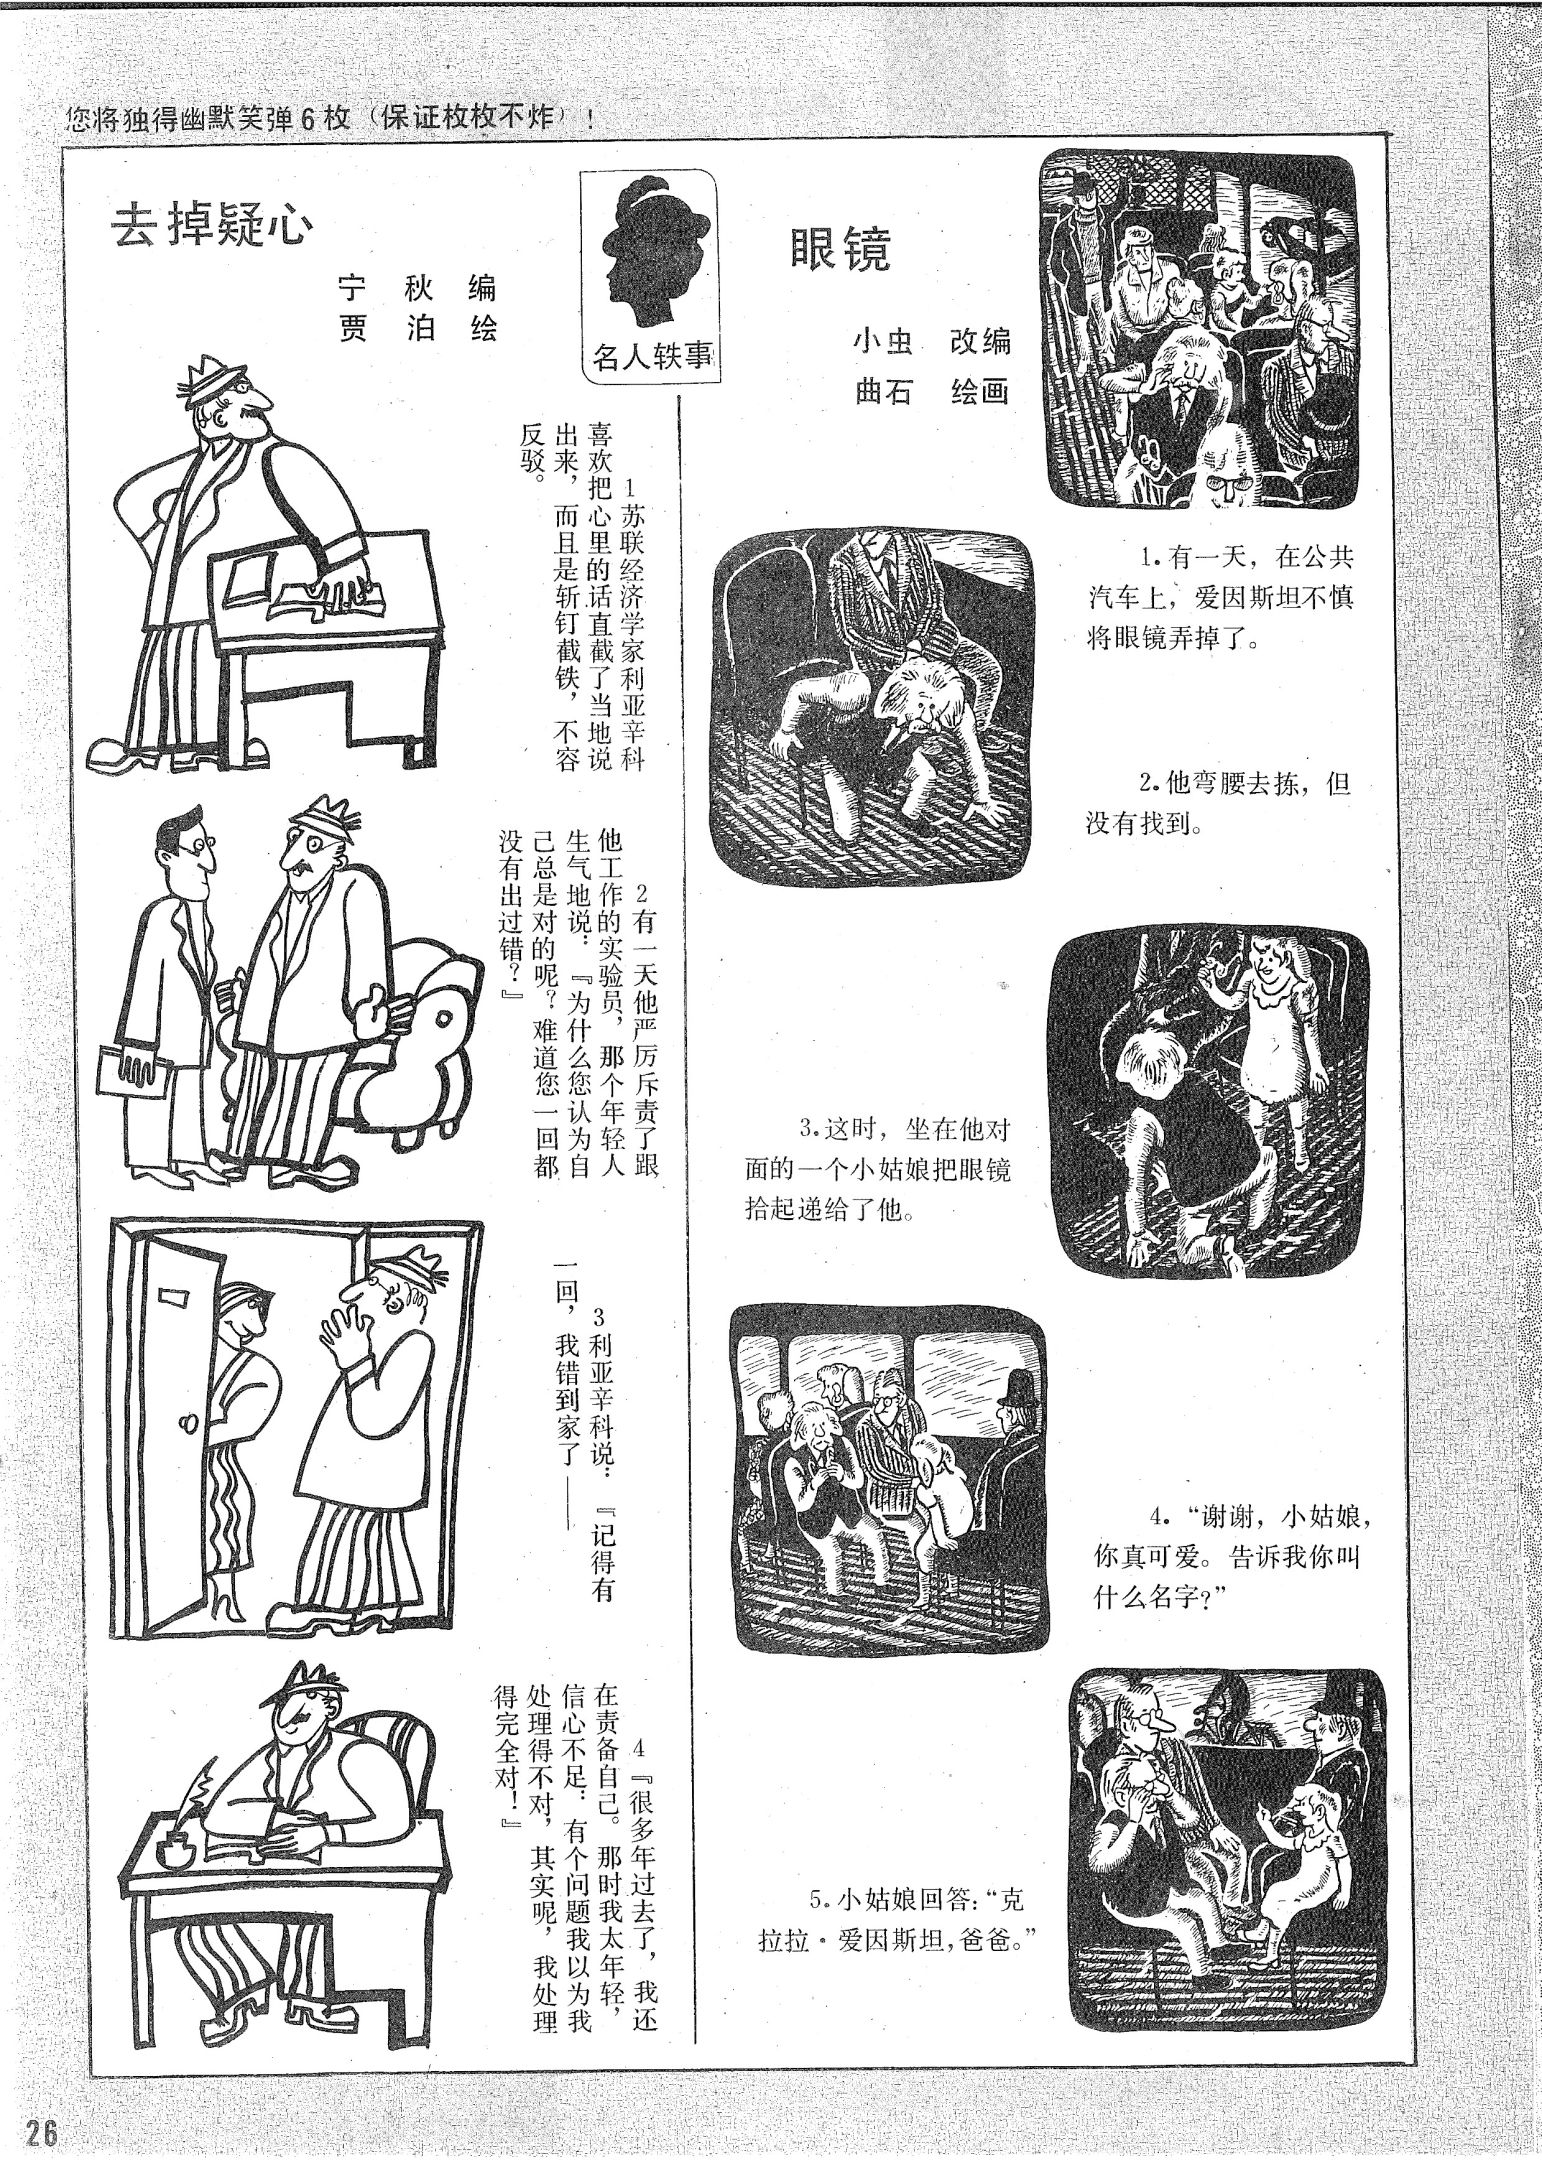 您将独得幽默笑弹6枚（保证枚枚不炸）！
去掉疑心
宁 秋 编
贾 泊 绘
名人轶事
1苏联经济学家利亚辛科
喜欢把心里的话直截了当地说
出来，而且是斩钉截铁，不容
反驳。
2有一天他严厉斥责了跟
他工作的实验员，那个年轻人
生气地说：『为什么您认为自
己总是对的呢？难道您一回都
没有出过错？』
3利亚辛科说：『记得有
一回，我错到家了——
4『很多年过去了，我还
在责备自己。那时我太年轻，
信心不足：有个问题我以为我
处理得不对，其实呢，我处理
得完全对！』
眼镜
小虫 改编
曲石 绘画
1.有一天，在公共
汽车上，爱因斯坦不慎
将眼镜弄掉了。
2.他弯腰去拣，但
没有找到。
3.这时，坐在他对
面的一个小姑娘把眼镜
拾起递给了他。
4.“谢谢，小姑娘，
你真可爱。告诉我你叫
什么名字？”
5.小姑娘回答：“克
拉拉·爱因斯坦，爸爸。”
26